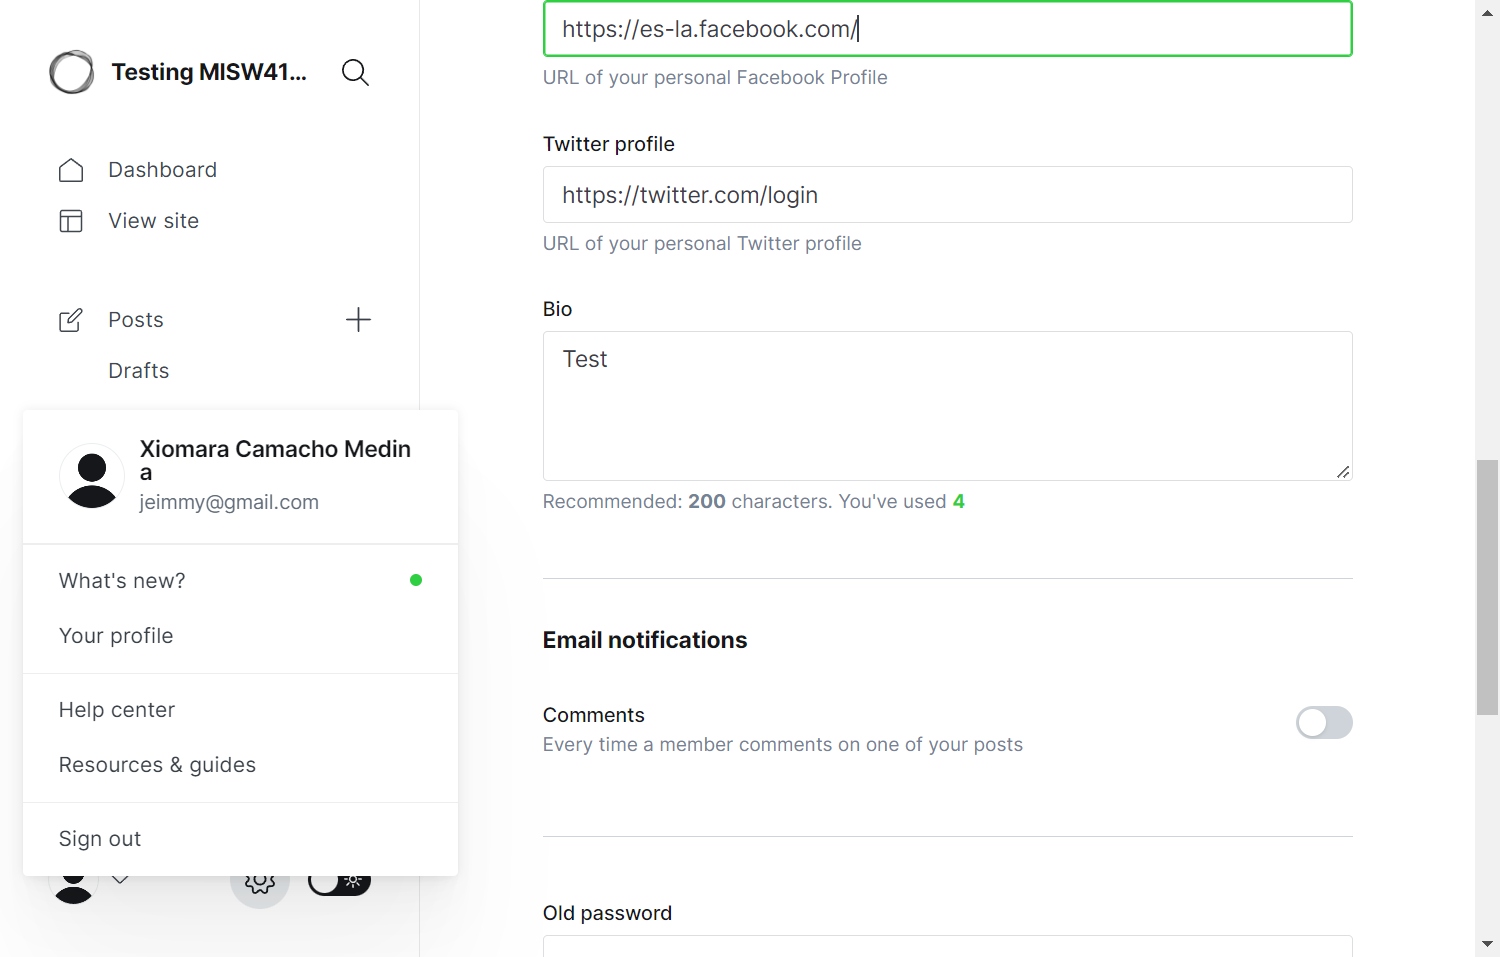 Testing MISW41...
Dashboard
View site
Posts
Drafts
Xiomara Camacho Medin
a
jeimmy@gmail.com
What's new?
Your profile
Help center
Resources & guides
Sign out
https://es-la.facebook.com/
URL of your personal Facebook Profile
Twitter profile
https://twitter.com/login
URL of your personal Twitter profile
Bio
Test
Recommended: 200 characters. You've used 4
Email notifications
Comments
Every time a member comments on one of your posts
Old password